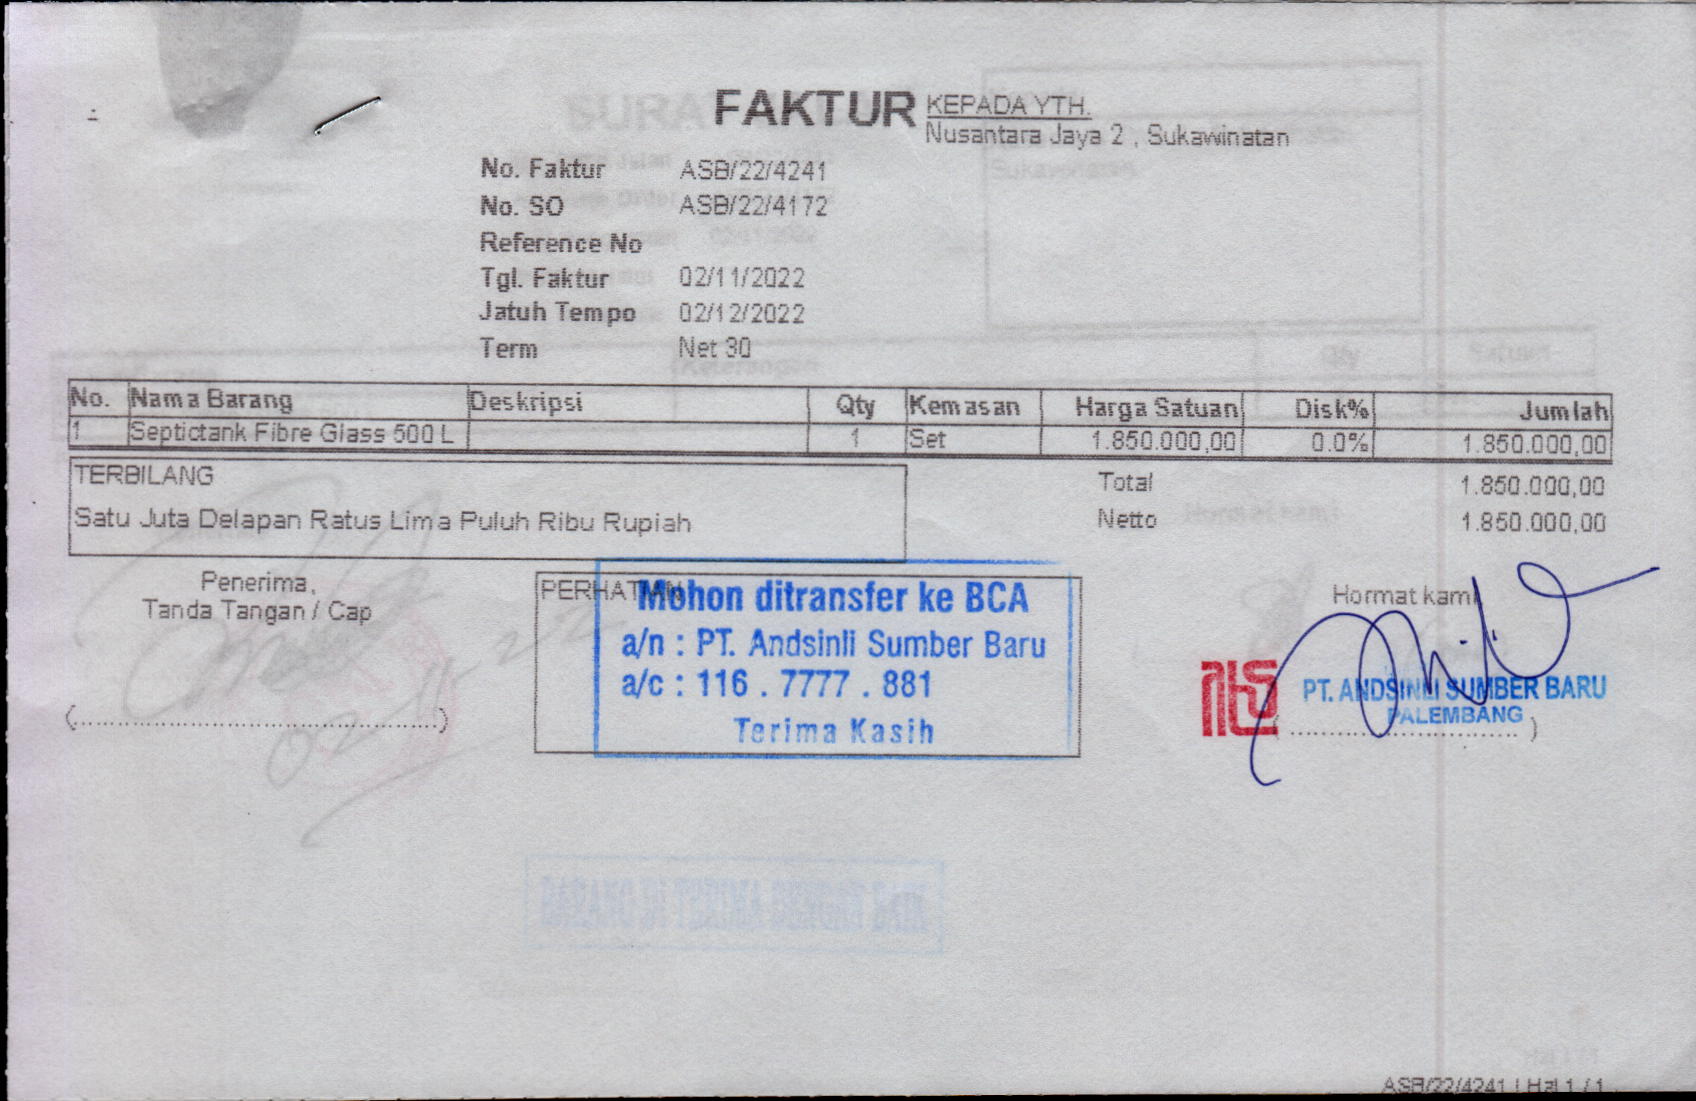 FAKTUR
KEPADA YTH.
Nusantara Jaya 2 , Sukawinatan
No. Faktur ASB/22/4241
No. SO ASB/22/4172
Reference No
Tgl. Faktur 02/11/2022
Jatuh Tempo 02/12/2022
Term Net 30
No. Nama Barang Deskripsi Qty Kemasan Harga Satuan Disk% Jumlah
1 Septictank Fibre Glass 500 L 1 Set 1.850.000,00 0.0% 1.850.000,00
TERBILANG
Satu Juta Delapan Ratus Lima Puluh Ribu Rupiah
Total 1.850.000,00
Netto 1.850.000,00
Penerima,
Tanda Tangan / Cap
(.................................................)
PERHATIAN
Mohon ditransfer ke BCA
a/n : PT. Andsinli Sumber Baru
a/c : 116 . 7777 . 881
Terima Kasih
Hormat kami
PT. ANDSINLI SUMBER BARU
PALEMBANG
(................................)
ASB/22/4241 | Hal 1 / 1